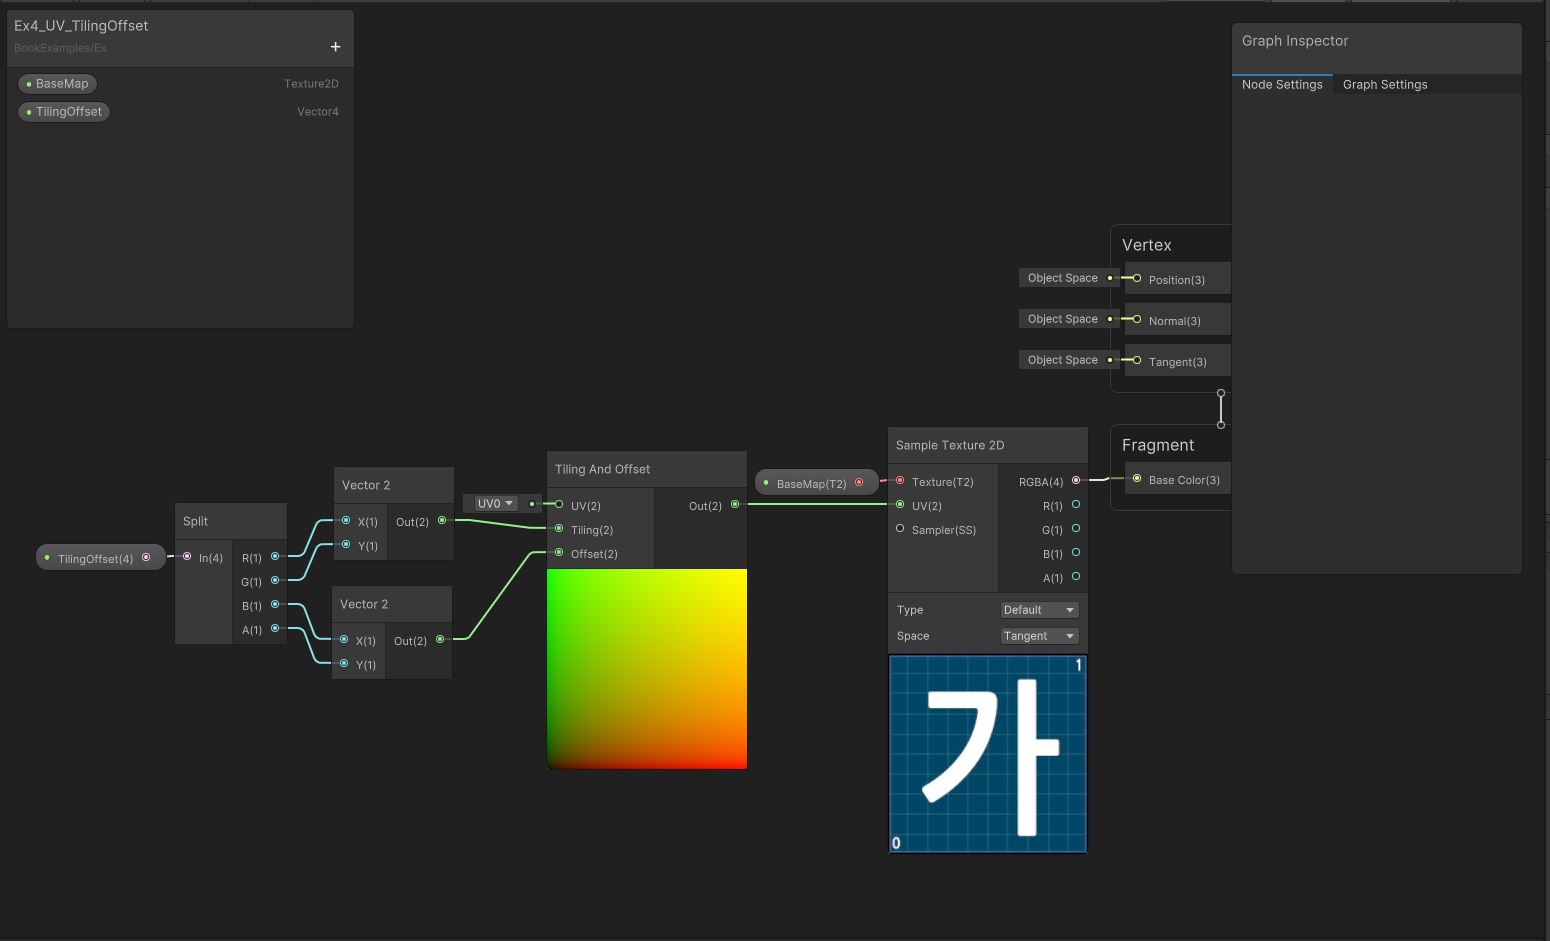 Ex4_UV_TilingOffset
BookExamples/Ex
+
BaseMap Texture2D
TilingOffset Vector4
Graph Inspector
Node Settings Graph Settings
Vertex
Object Space Position(3)
Object Space Normal(3)
Object Space Tangent(3)
Fragment
Base Color(3)
TilingOffset(4)
Split
In(4) R(1)
G(1)
B(1)
A(1)
Vector 2
X(1) Out(2)
Y(1)
Vector 2
X(1) Out(2)
Y(1)
UV0
Tiling And Offset
UV(2) Out(2)
Tiling(2)
Offset(2)
BaseMap(T2)
Sample Texture 2D
Texture(T2) RGBA(4)
UV(2) R(1)
Sampler(SS) G(1)
B(1)
A(1)
Type Default
Space Tangent
1
가
0